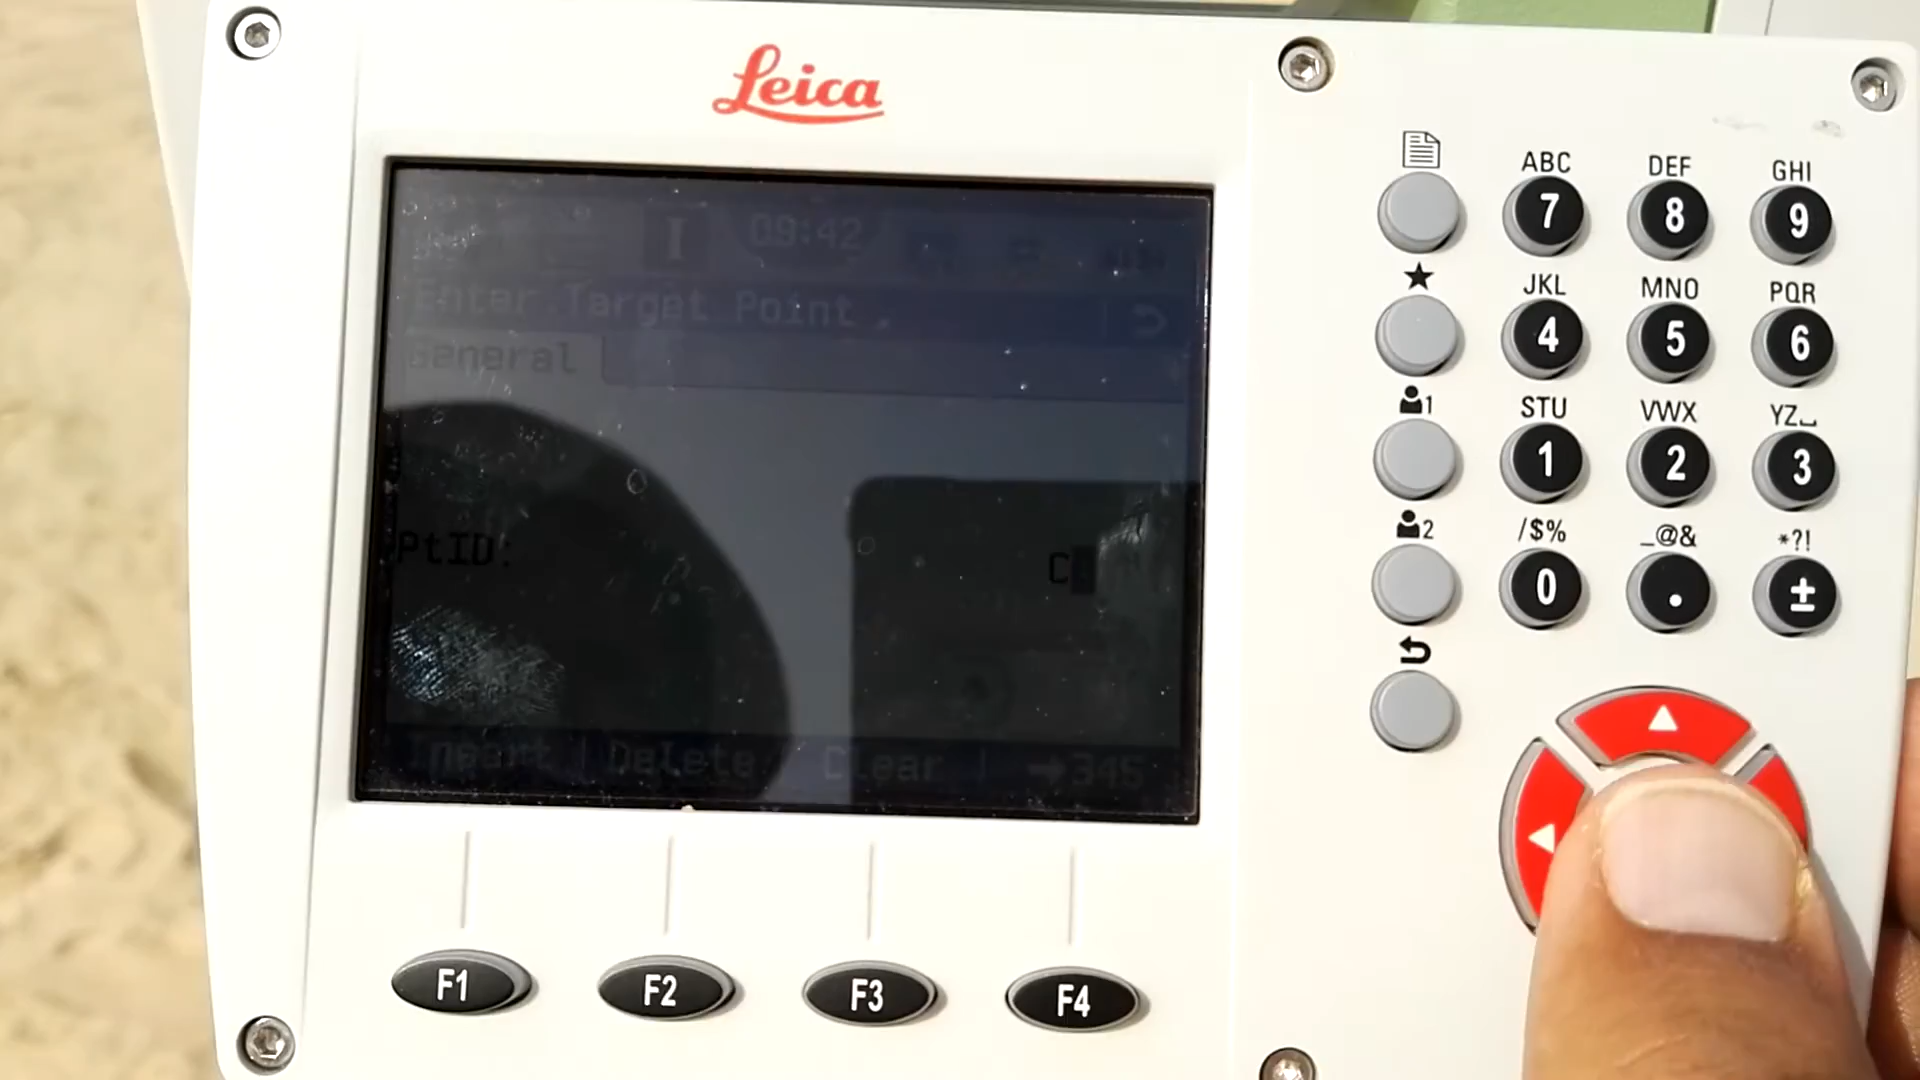 Leica
I 09:42
Enter Target Point
General
PtID: C
Insert Delete Clear →345
F1 F2 F3 F4
ABC DEF GHI
7 8 9
JKL MNO PQR
4 5 6
1 STU VWX YZ⎵
1 2 3
2 /$% _@& *?!
0 . ±